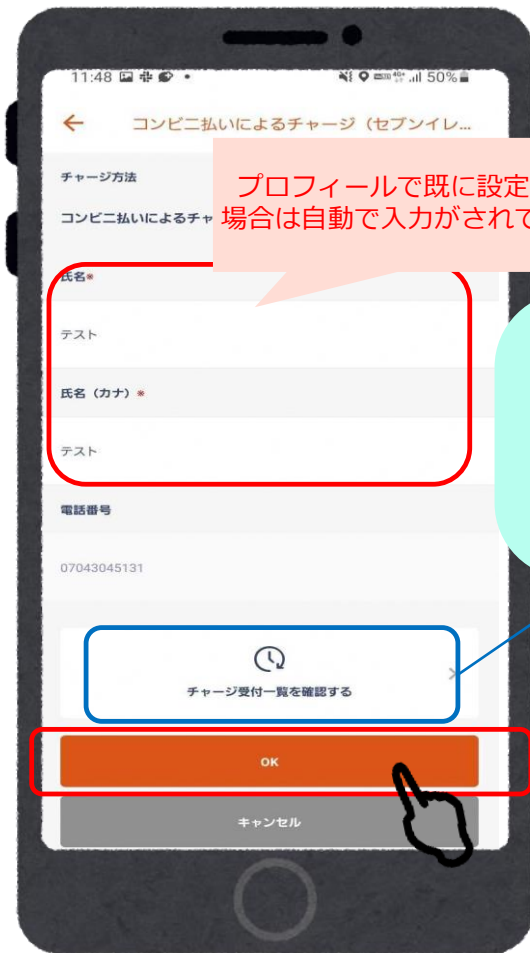 11:48 50%
コンビニ払いによるチャージ（セブンイレ...
チャージ方法
プロフィールで既に設定
コンビニ払いによるチャ
場合は自動で入力がされて
氏名※
テスト
氏名（カナ）※
テスト
電話番号
07043045131
チャージ受付一覧を確認する
OK
キャンセル